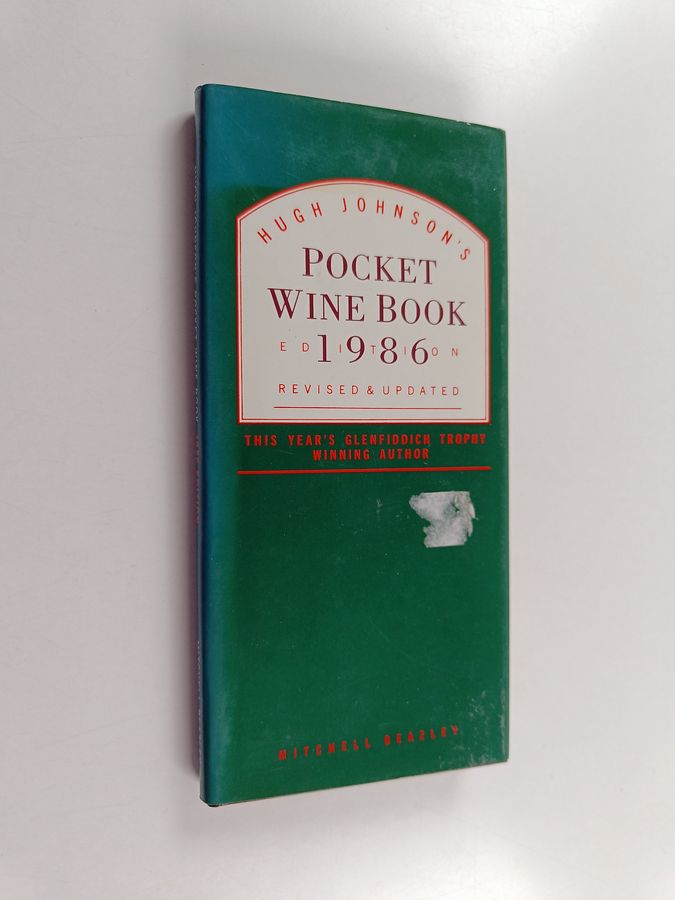 HUGH JOHNSON'S
POCKET
WINE BOOK
EDITION
1986
REVISED & UPDATED
THIS YEAR'S GLENFIDDICH TROPHY
WINNING AUTHOR
MITCHELL BEAZLEY